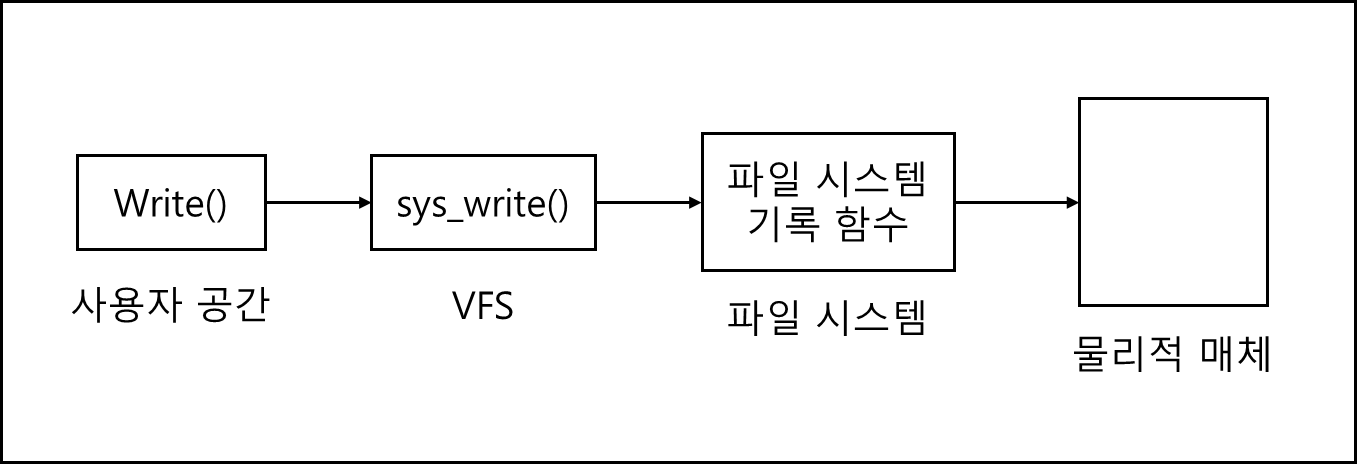 Write()
사용자 공간
sys_write()
VFS
파일 시스템
기록 함수
파일 시스템
물리적 매체